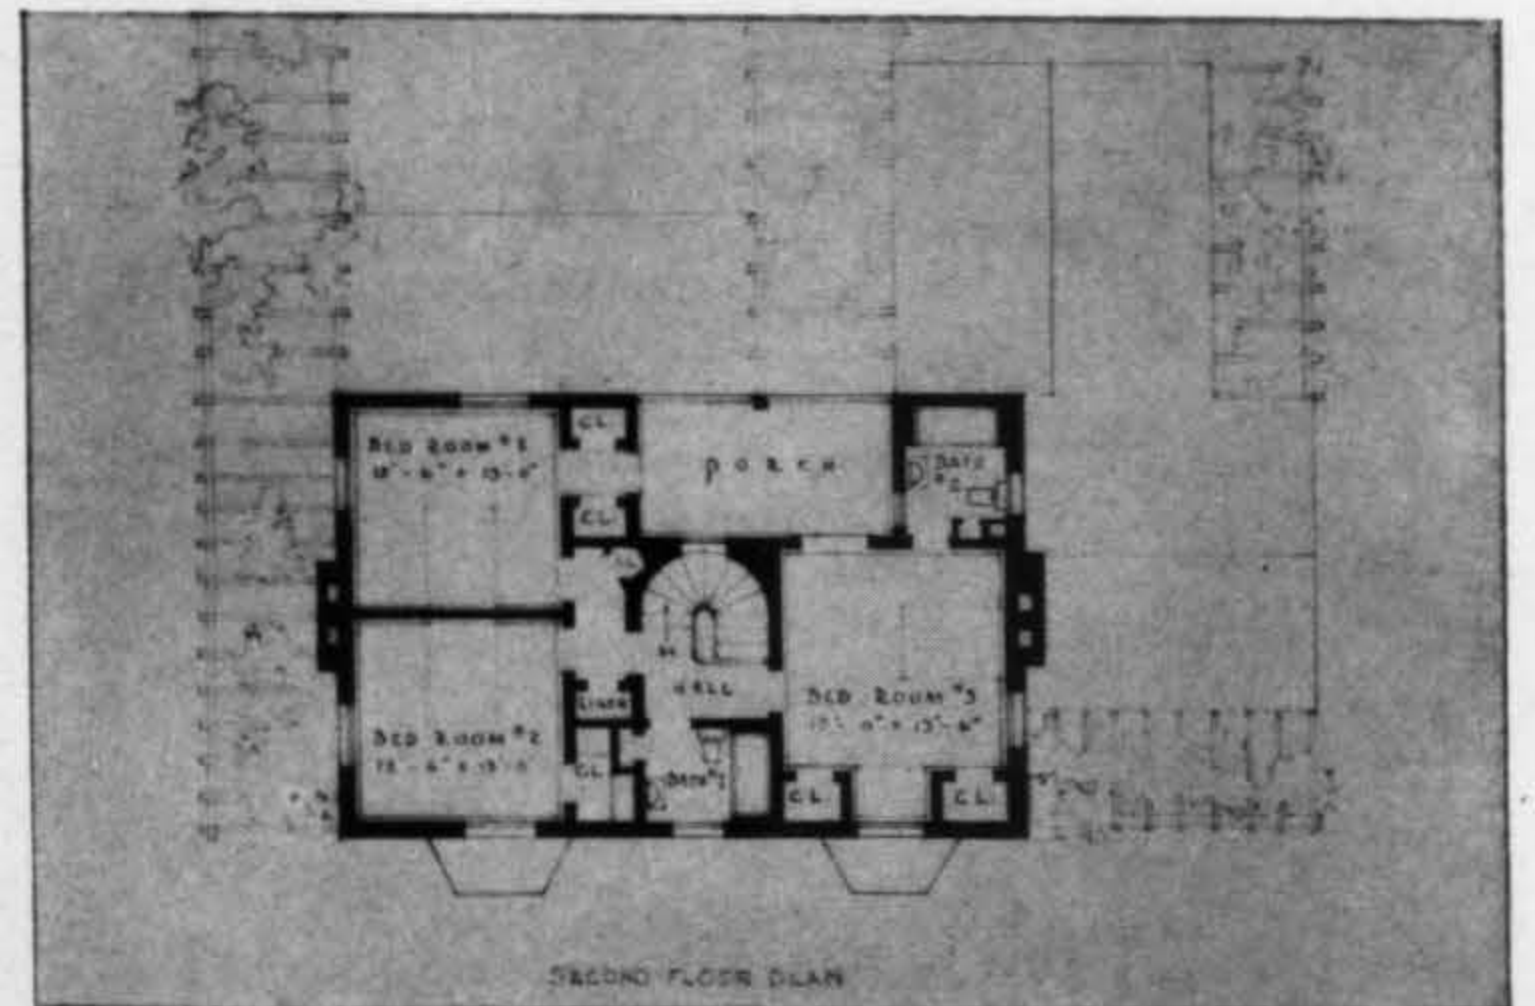 CL.
BED ROOM #1
PORCH
BATH
#2
CL.
CL.
HALL
BED ROOM #3
LINEN
BED ROOM #2
CL.
BATH #1
CL.
CL.
SECOND FLOOR PLAN